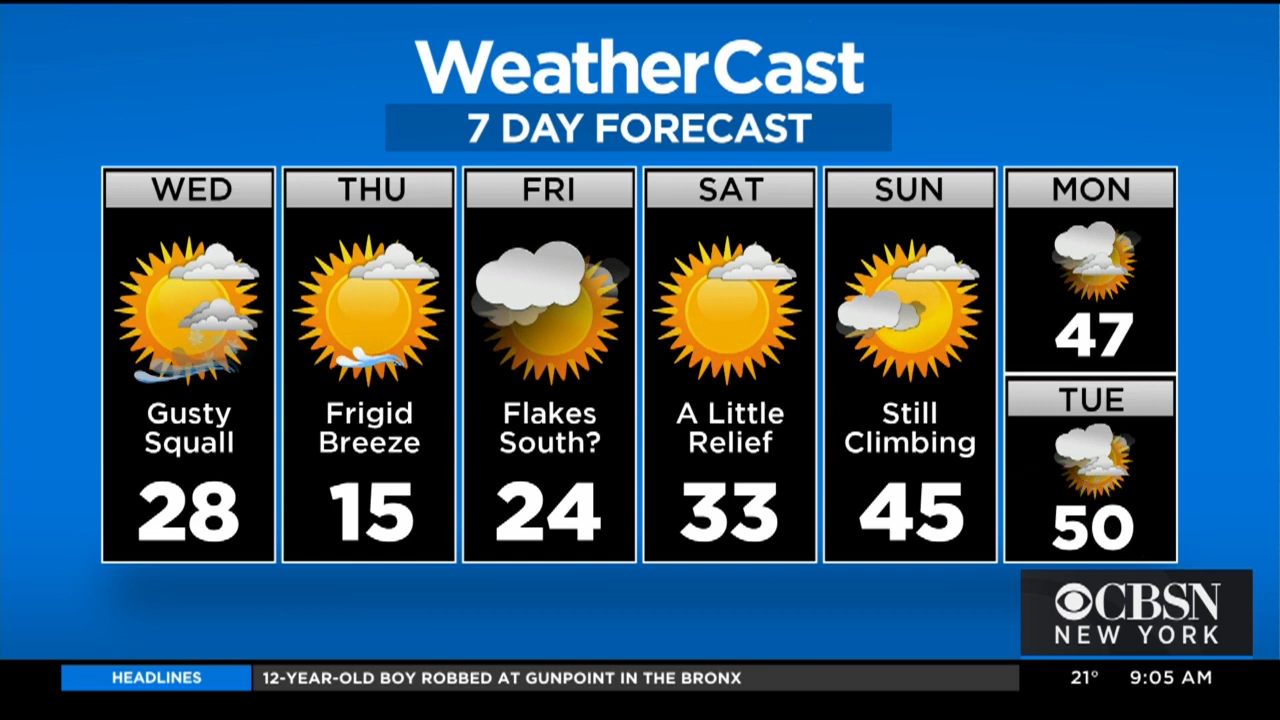 WeatherCast
7 DAY FORECAST
WED
Gusty
Squall
28
THU
Frigid
Breeze
15
FRI
Flakes
South?
24
SAT
A Little
Relief
33
SUN
Still
Climbing
45
MON
47
TUE
50
CBSN
NEW YORK
HEADLINES 12-YEAR-OLD BOY ROBBED AT GUNPOINT IN THE BRONX 21° 9:05 AM